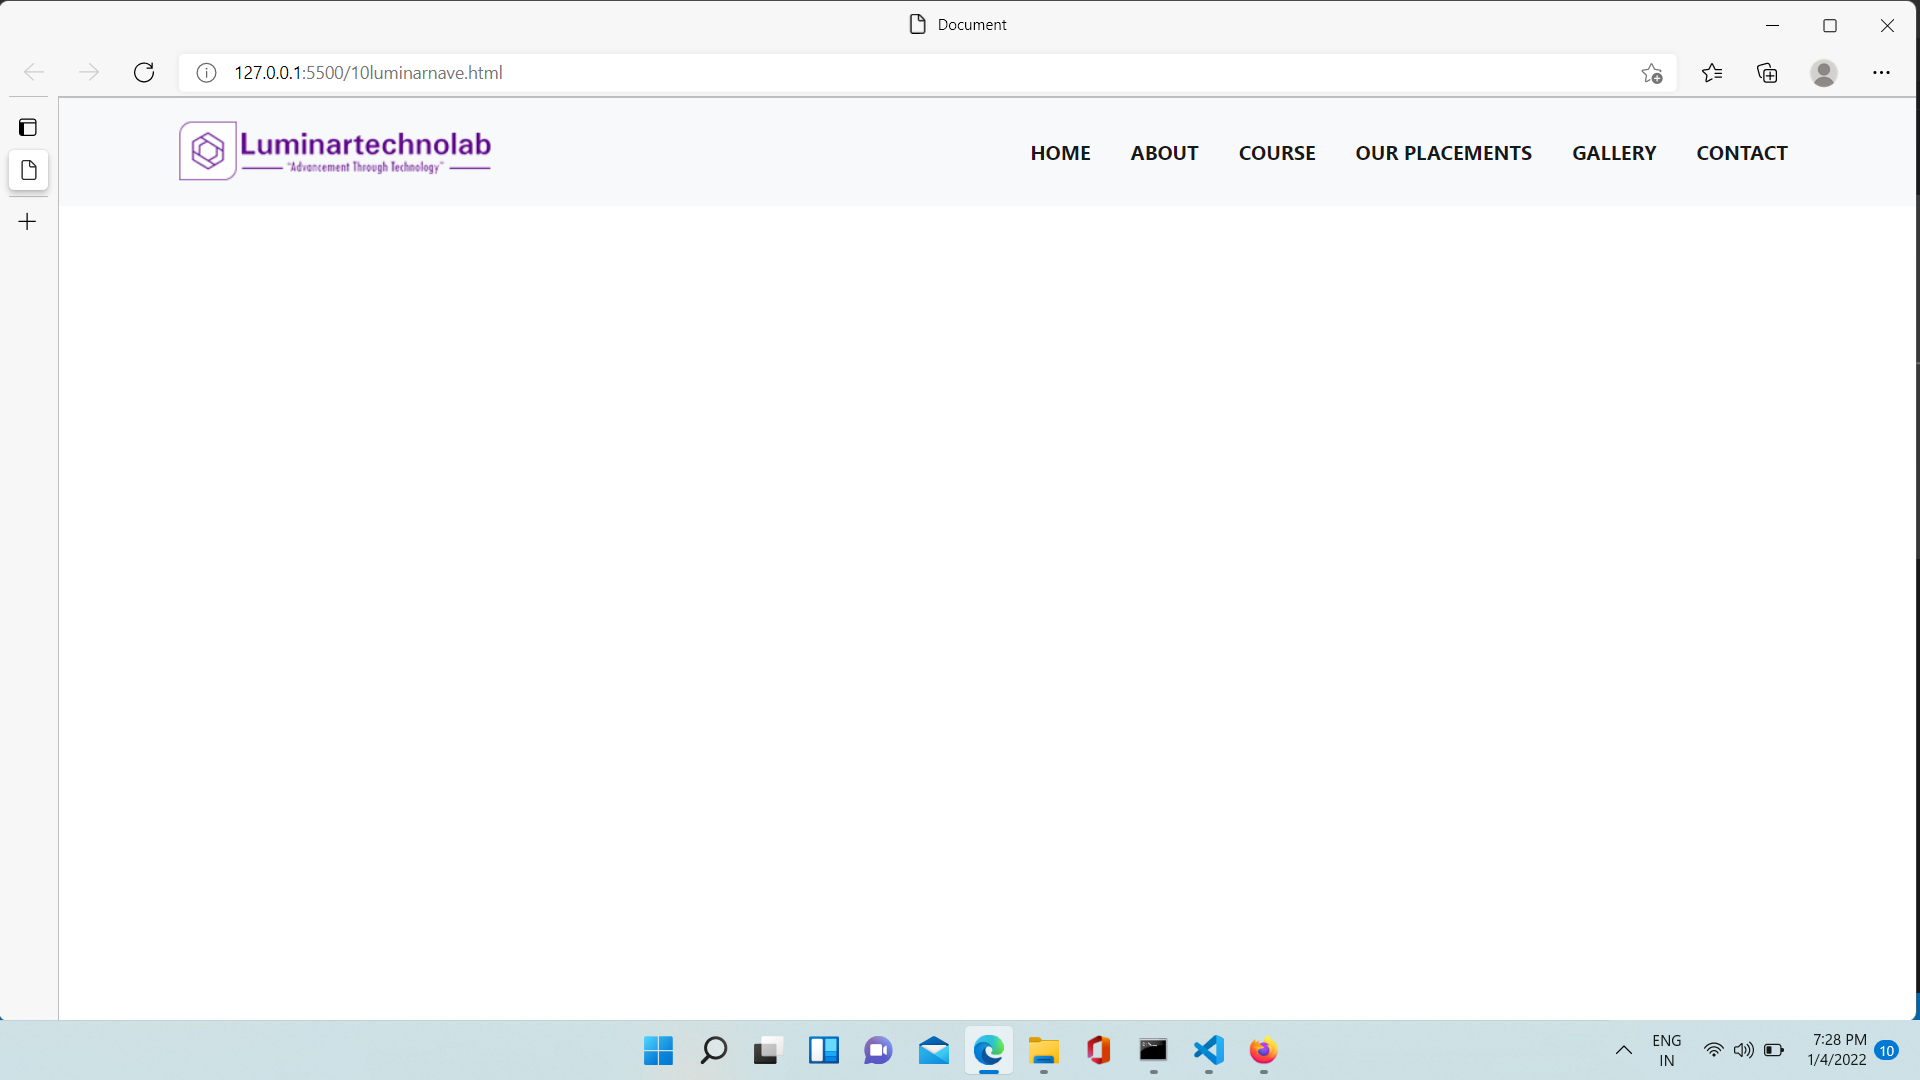 Document
127.0.0.1:5500/10luminarnave.html
Luminartechnolab
"Advancement Through Technology"
HOME ABOUT COURSE OUR PLACEMENTS GALLERY CONTACT
ENG 7:28 PM
IN 1/4/2022 10